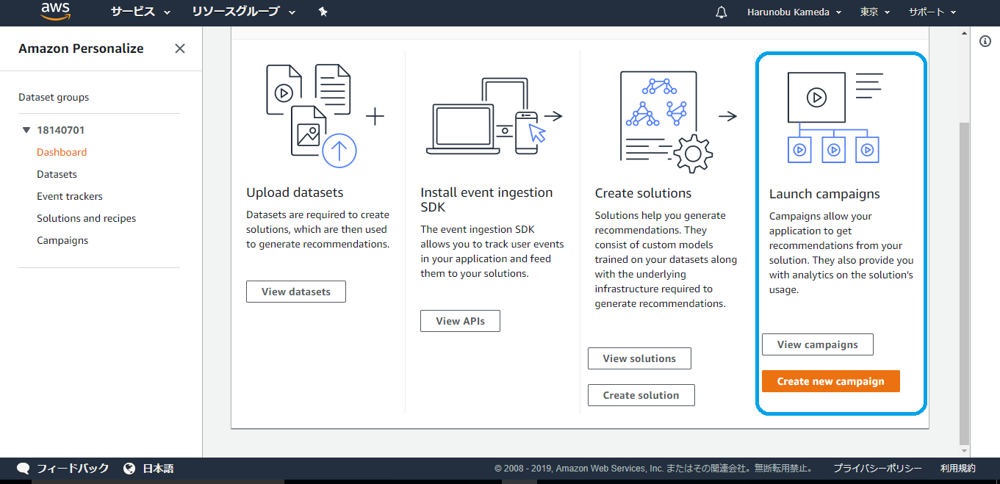 aws サービス リソースグループ Harunobu Kameda 東京 サポート
Amazon Personalize
Dataset groups
18140701
Dashboard
Datasets
Event trackers
Solutions and recipes
Campaigns
Upload datasets
Datasets are required to create
solutions, which are then used
to generate recommendations.
View datasets
Install event ingestion
SDK
The event ingestion SDK
allows you to track user events
in your application and feed
them to your solutions.
View APIs
Create solutions
Solutions help you generate
recommendations. They
consist of custom models
trained on your datasets along
with the underlying
infrastructure required to
generate recommendations.
View solutions
Create solution
Launch campaigns
Campaigns allow your
application to get
recommendations from your
solution. They also provide you
with analytics on the solution's
usage.
View campaigns
Create new campaign
フィードバック 日本語 © 2008 - 2019, Amazon Web Services, Inc. またはその関連会社。無断転用禁止。 プライバシーポリシー 利用規約